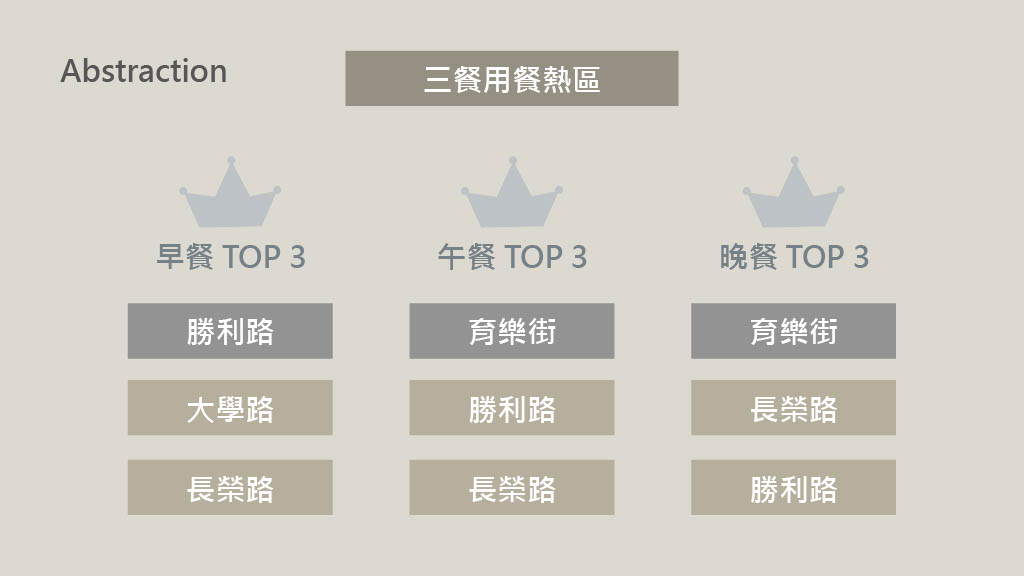 Abstraction
三餐用餐熱區
早餐 TOP 3
勝利路
大學路
長榮路
午餐 TOP 3
育樂街
勝利路
長榮路
晚餐 TOP 3
育樂街
長榮路
勝利路